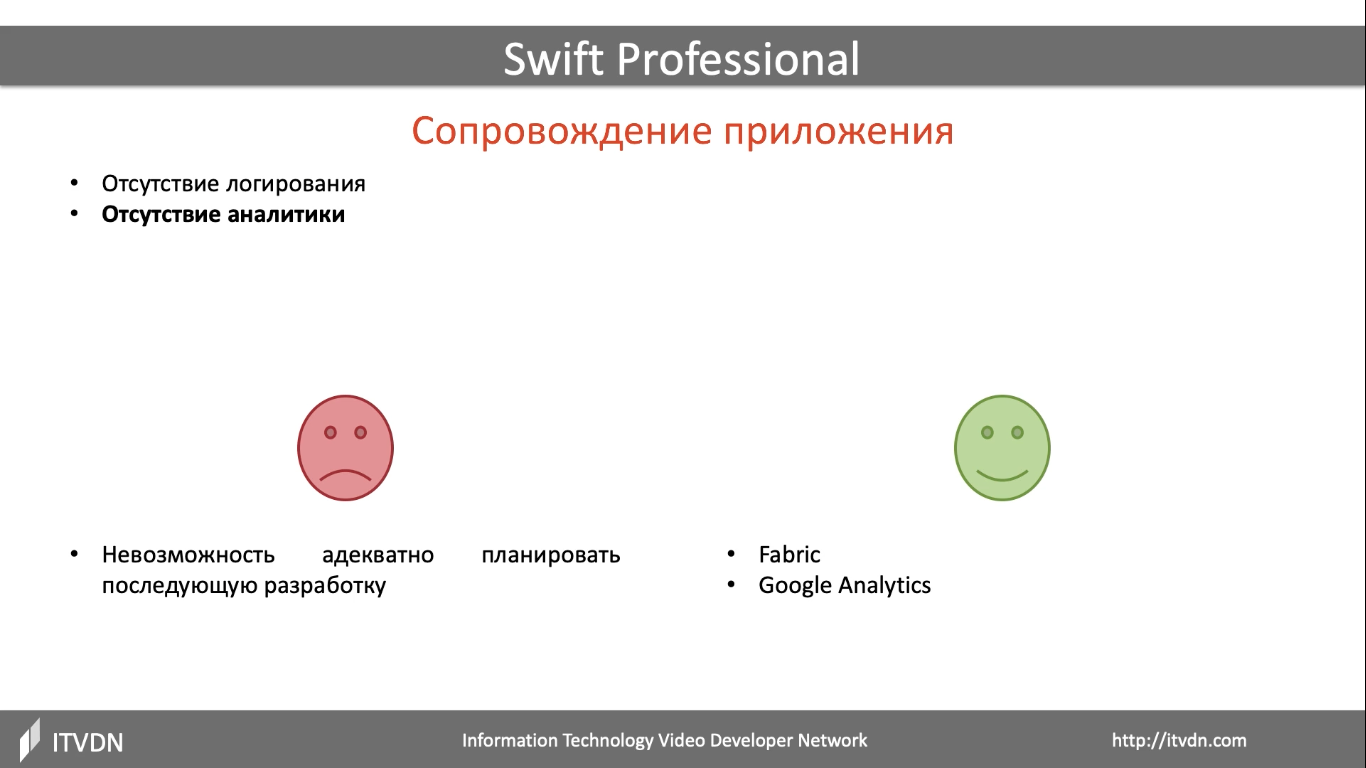 Swift Professional
Сопровождение приложения
• Отсутствие логирования
• Отсутствие аналитики
• Невозможность адекватно планировать
последующую разработку
• Fabric
• Google Analytics
ITVDN
Information Technology Video Developer Network
http://itvdn.com